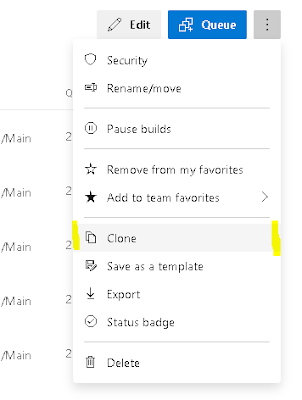 Edit
Queue
Security
Rename/move
/Main 2
Pause builds
Remove from my favorites
/Main 2
Add to team favorites
Clone
/Main 2
Save as a template
Export
/Main 2
Status badge
/Main 2
Delete